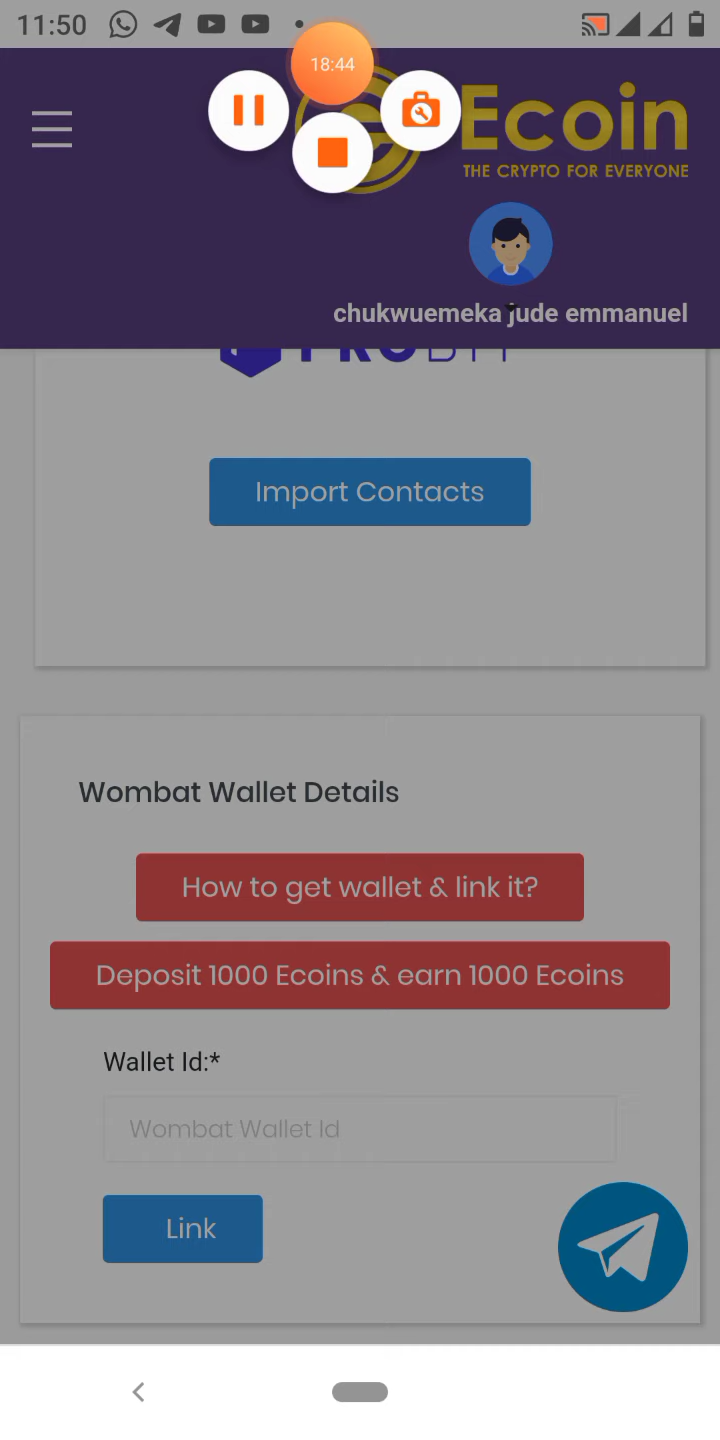 11:50
18:44
Ecoin
THE CRYPTO FOR EVERYONE
chukwuemeka jude emmanuel
Import Contacts
Wombat Wallet Details
How to get wallet & link it?
Deposit 1000 Ecoins & earn 1000 Ecoins
Wallet Id:*
Wombat Wallet Id
Link